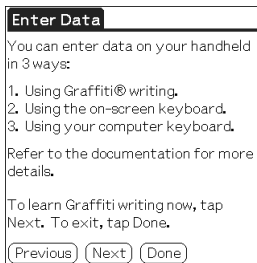 Enter Data
You can enter data on your handheld
in 3 ways:
1. Using Graffiti® writing.
2. Using the on-screen keyboard.
3. Using your computer keyboard.
Refer to the documentation for more
details.
To learn Graffiti writing now, tap
Next. To exit, tap Done.
Previous Next Done